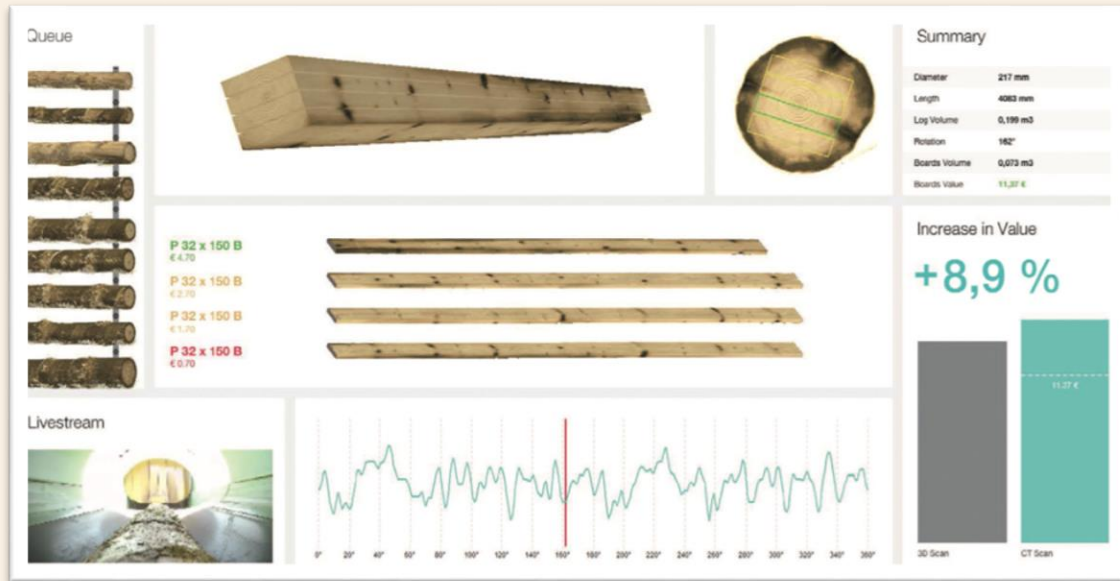 Queue
Summary
Diameter 217 mm
Length 4083 mm
Log Volume 0,199 m3
Rotation 162°
Boards Volume 0,073 m3
Boards Value 11,37 €
P 32 x 150 B
€ 4.70
P 32 x 150 B
€ 2.70
P 32 x 150 B
€ 1.70
P 32 x 150 B
€ 0.70
Increase in Value
+8,9 %
11.37 €
3D Scan
CT Scan
Livestream
0° 20° 40° 60° 80° 100° 120° 140° 160° 180° 200° 220° 240° 260° 280° 300° 320° 340° 360°